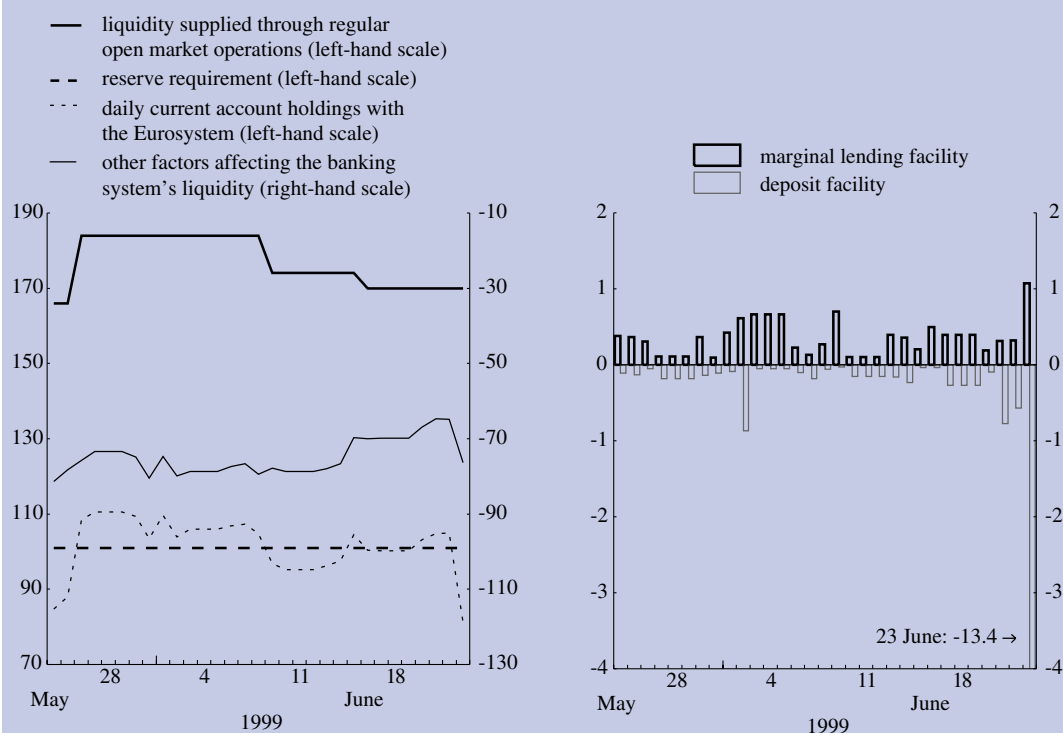 liquidity supplied through regular
open market operations (left-hand scale)
reserve requirement (left-hand scale)
daily current account holdings with
the Eurosystem (left-hand scale)
other factors affecting the banking
system's liquidity (right-hand scale)
190
170
150
130
110
90
70
-10
-30
-50
-70
-90
-110
-130
28
4
11
18
May
June
1999
marginal lending facility
deposit facility
2
1
0
-1
-2
-3
-4
2
1
0
-1
-2
-3
-4
23 June: -13.4 →
28
4
11
18
May
June
1999